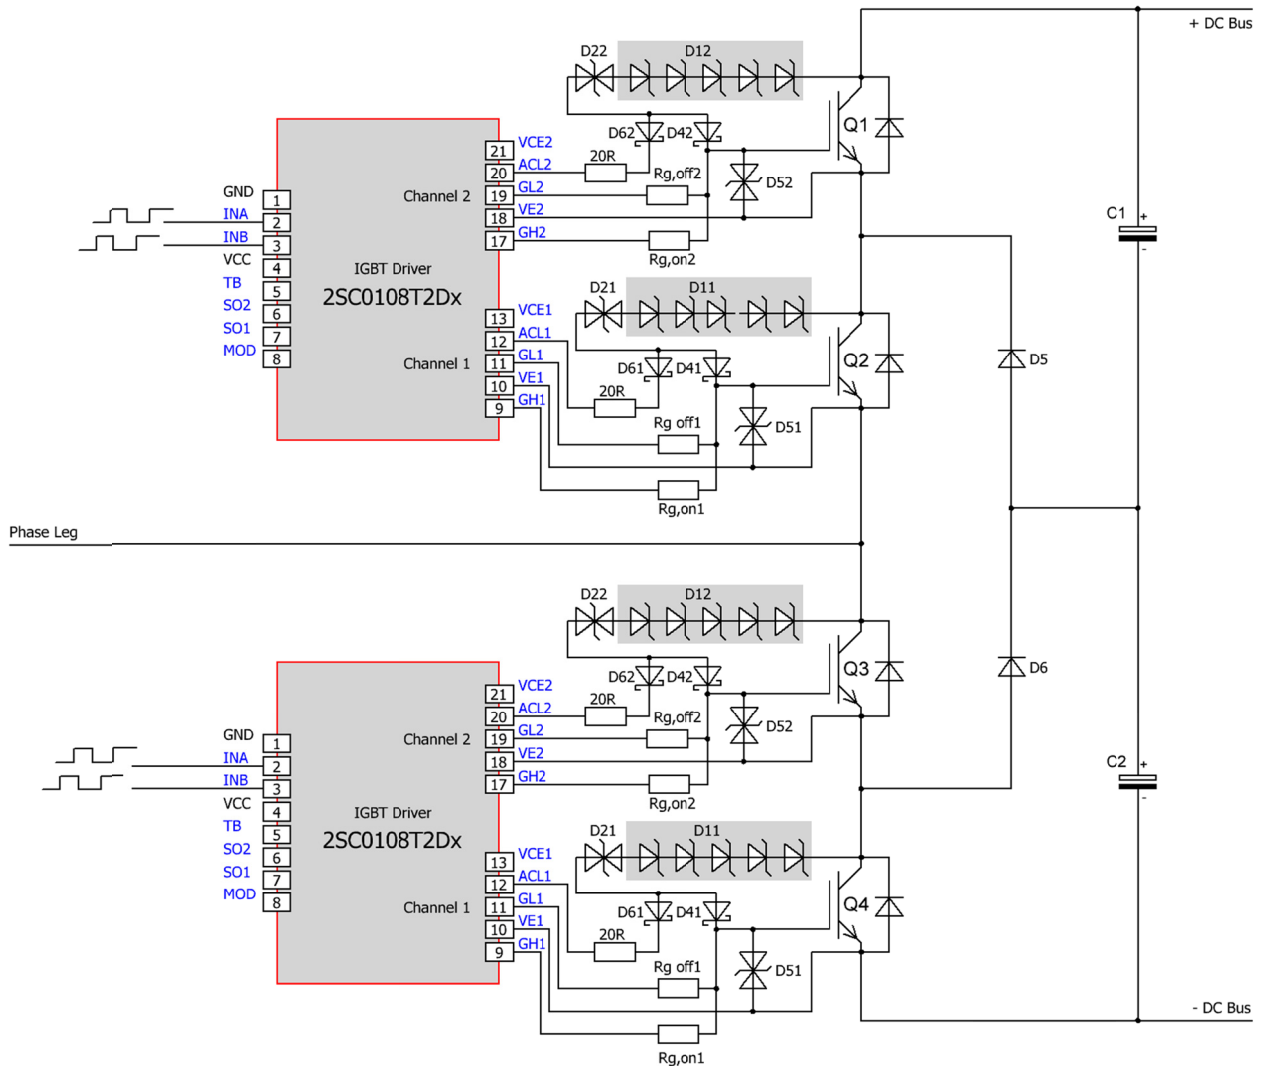 + DC Bus
D22
D12
D62
D42
Q1
20R
Rg,off2
D52
Rg,on2
21
VCE2
20
ACL2
Channel 2
19
GL2
18
VE2
17
GH2
GND
1
INA
2
INB
3
VCC
4
TB
5
SO2
6
SO1
7
MOD
8
IGBT Driver
2SC0108T2Dx
13
VCE1
12
ACL1
Channel 1
11
GL1
10
VE1
9
GH1
D21
D11
D61
D41
Q2
20R
Rg off1
D51
Rg,on1
C1
+
-
D5
Phase Leg
D22
D12
D62
D42
Q3
20R
Rg,off2
D52
Rg,on2
21
VCE2
20
ACL2
Channel 2
19
GL2
18
VE2
17
GH2
GND
1
INA
2
INB
3
VCC
4
TB
5
SO2
6
SO1
7
MOD
8
IGBT Driver
2SC0108T2Dx
13
VCE1
12
ACL1
Channel 1
11
GL1
10
VE1
9
GH1
D21
D11
D61
D41
Q4
20R
Rg off1
D51
Rg,on1
D6
C2
+
-
- DC Bus